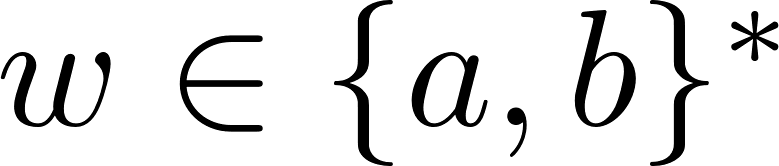 w ∈ {a, b}*